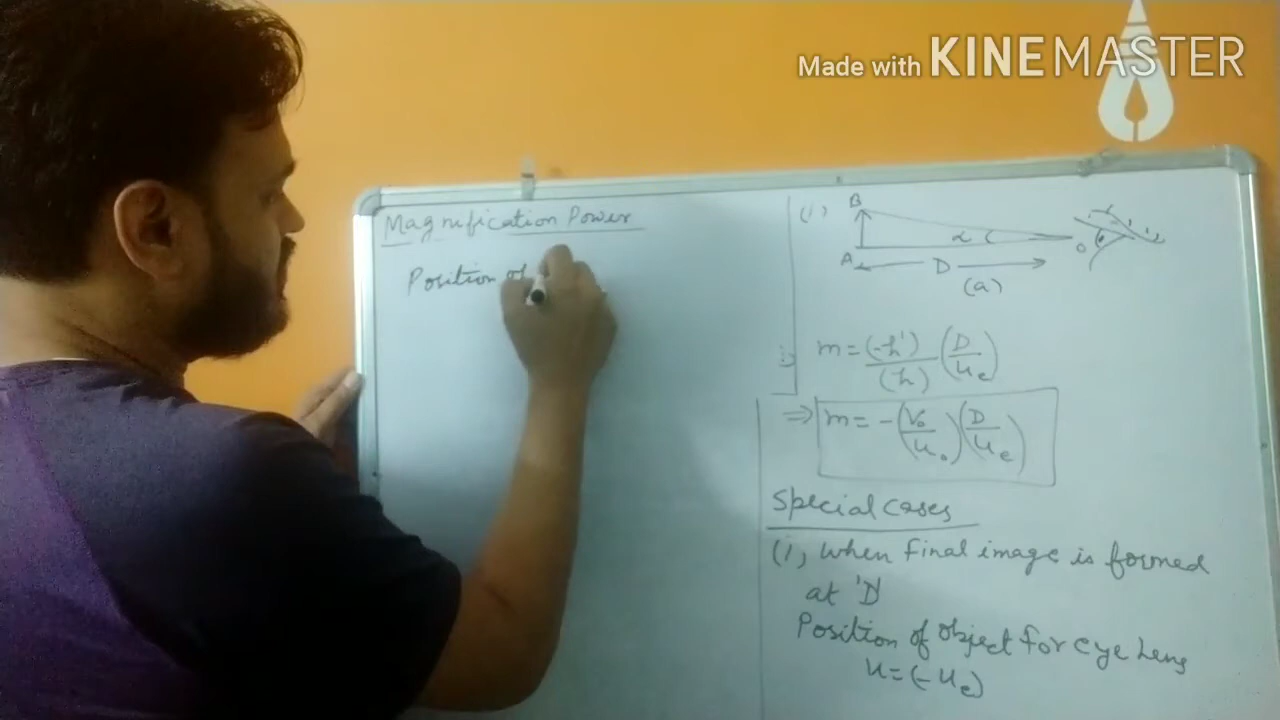 Made with KINEMASTER
Magnification Power
Position of
(i) B
α
O
A D
(a)
m = (-h') / (h) (D / ue)
⇒ m = - (Vo / uo) (D / ue)
Special Cases
(i) When final image is formed
at 'D'
Position of object for eye lens
u = (-ue)